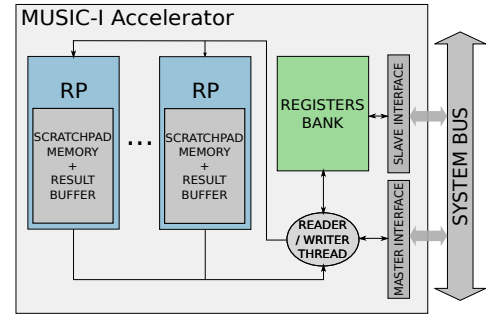 MUSIC-I Accelerator
RP
SCRATCHPAD
MEMORY
+
RESULT
BUFFER
...
RP
SCRATCHPAD
MEMORY
+
RESULT
BUFFER
REGISTERS
BANK
SLAVE INTERFACE
READER
/ WRITER
THREAD
MASTER INTERFACE
SYSTEM BUS